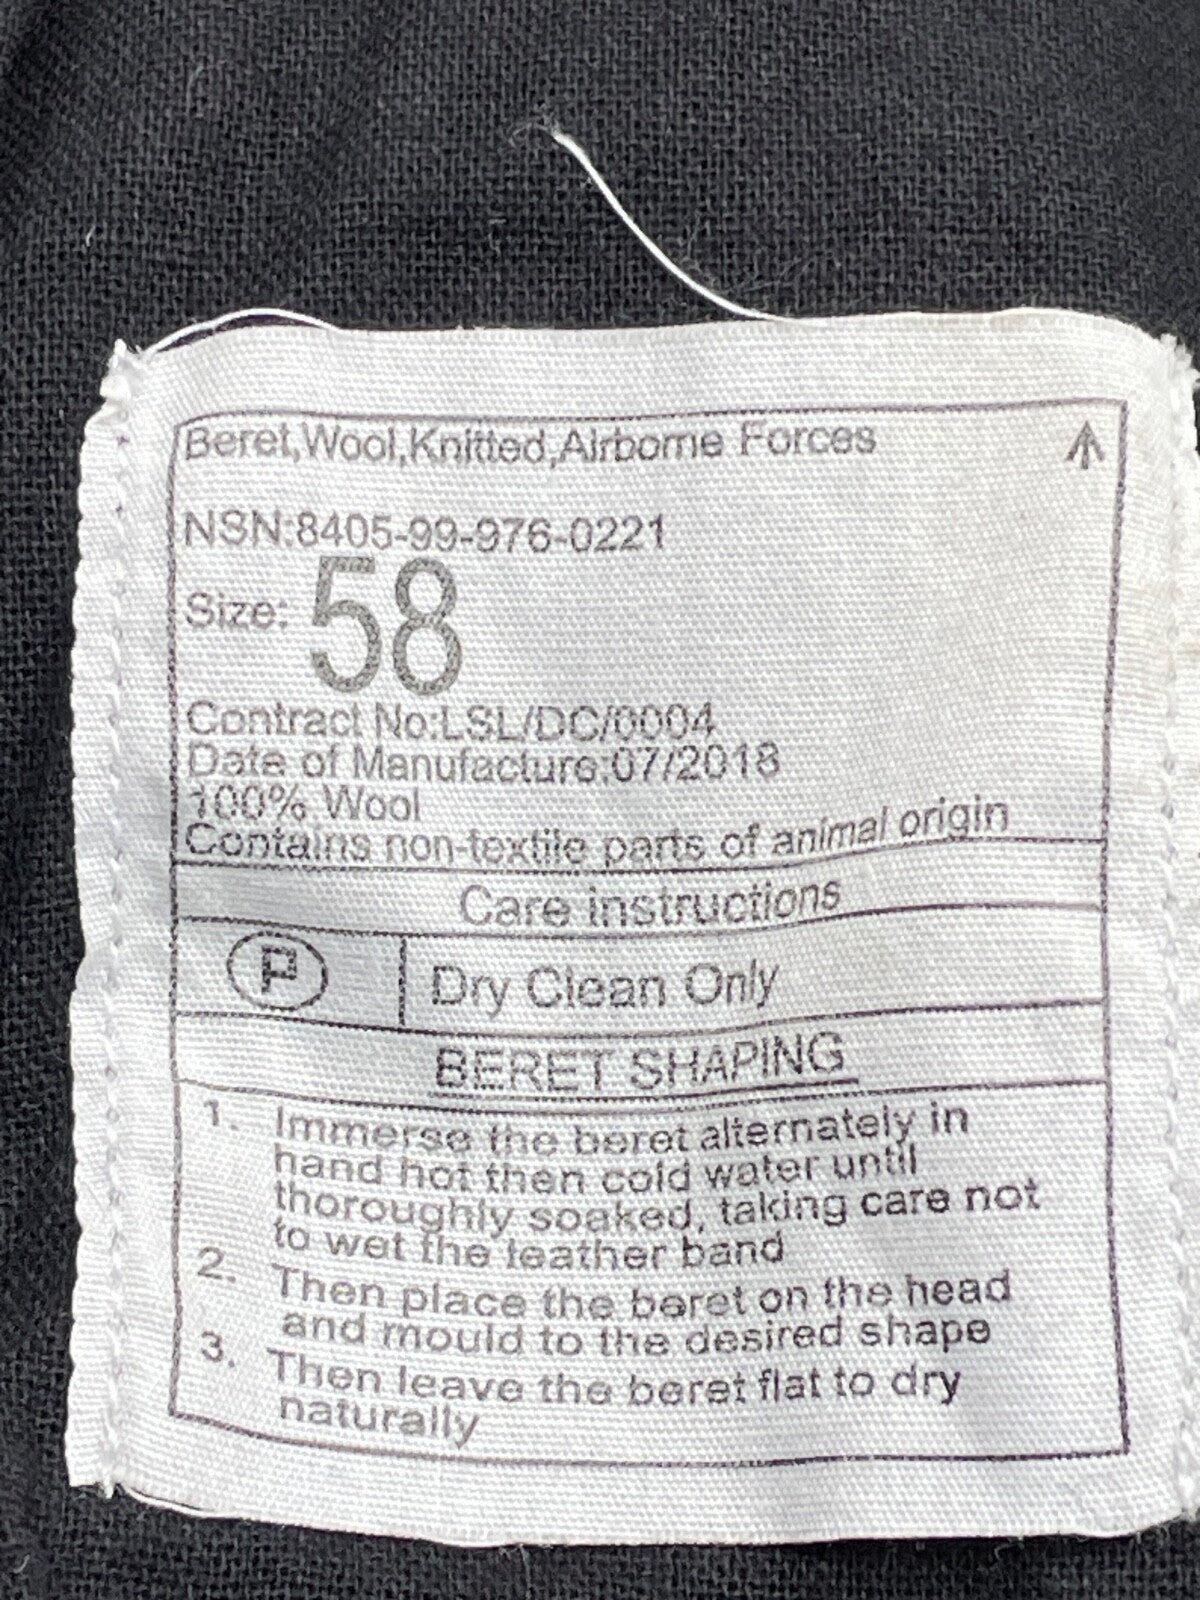 Beret,Wool,Knitted,Airborne Forces
NSN:8405-99-976-0221
Size: 58
Contract No:LSL/DC/0004
Date of Manufacture:07/2018
100% Wool
Contains non-textile parts of animal origin
Care instructions
P Dry Clean Only
BERET SHAPING
1. Immerse the beret alternately in
hand hot then cold water until
thoroughly soaked, taking care not
to wet the leather band
2. Then place the beret on the head
and mould to the desired shape
3. Then leave the beret flat to dry
naturally